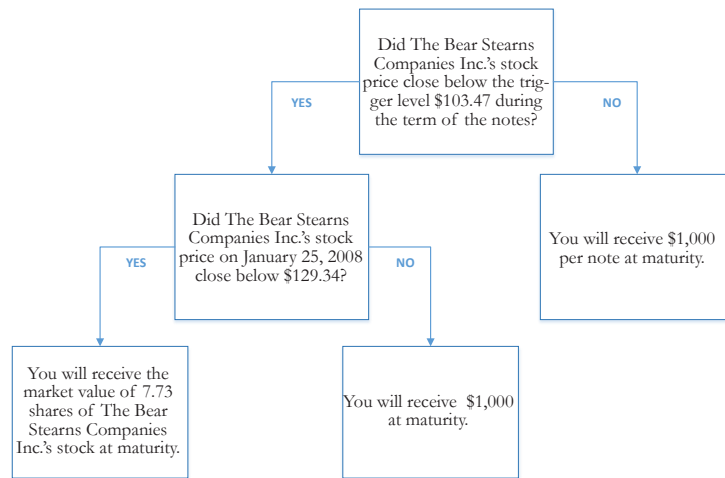 Did The Bear Stearns
Companies Inc.'s stock
price close below the trig-
ger level $103.47 during
the term of the notes?
YES
NO
Did The Bear Stearns
Companies Inc.'s stock
price on January 25, 2008
close below $129.34?
You will receive $1,000
per note at maturity.
YES
NO
You will receive the
market value of 7.73
shares of The Bear
Stearns Companies
Inc.'s stock at maturity.
You will receive $1,000
at maturity.